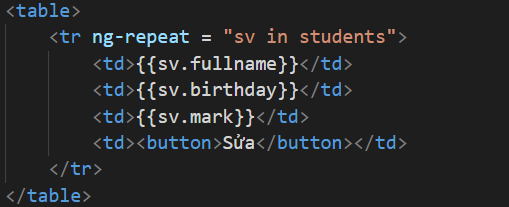 <table>
<tr ng-repeat = "sv in students">
<td>{{sv.fullname}}</td>
<td>{{sv.birthday}}</td>
<td>{{sv.mark}}</td>
<td><button>Sửa</button></td>
</tr>
</table>